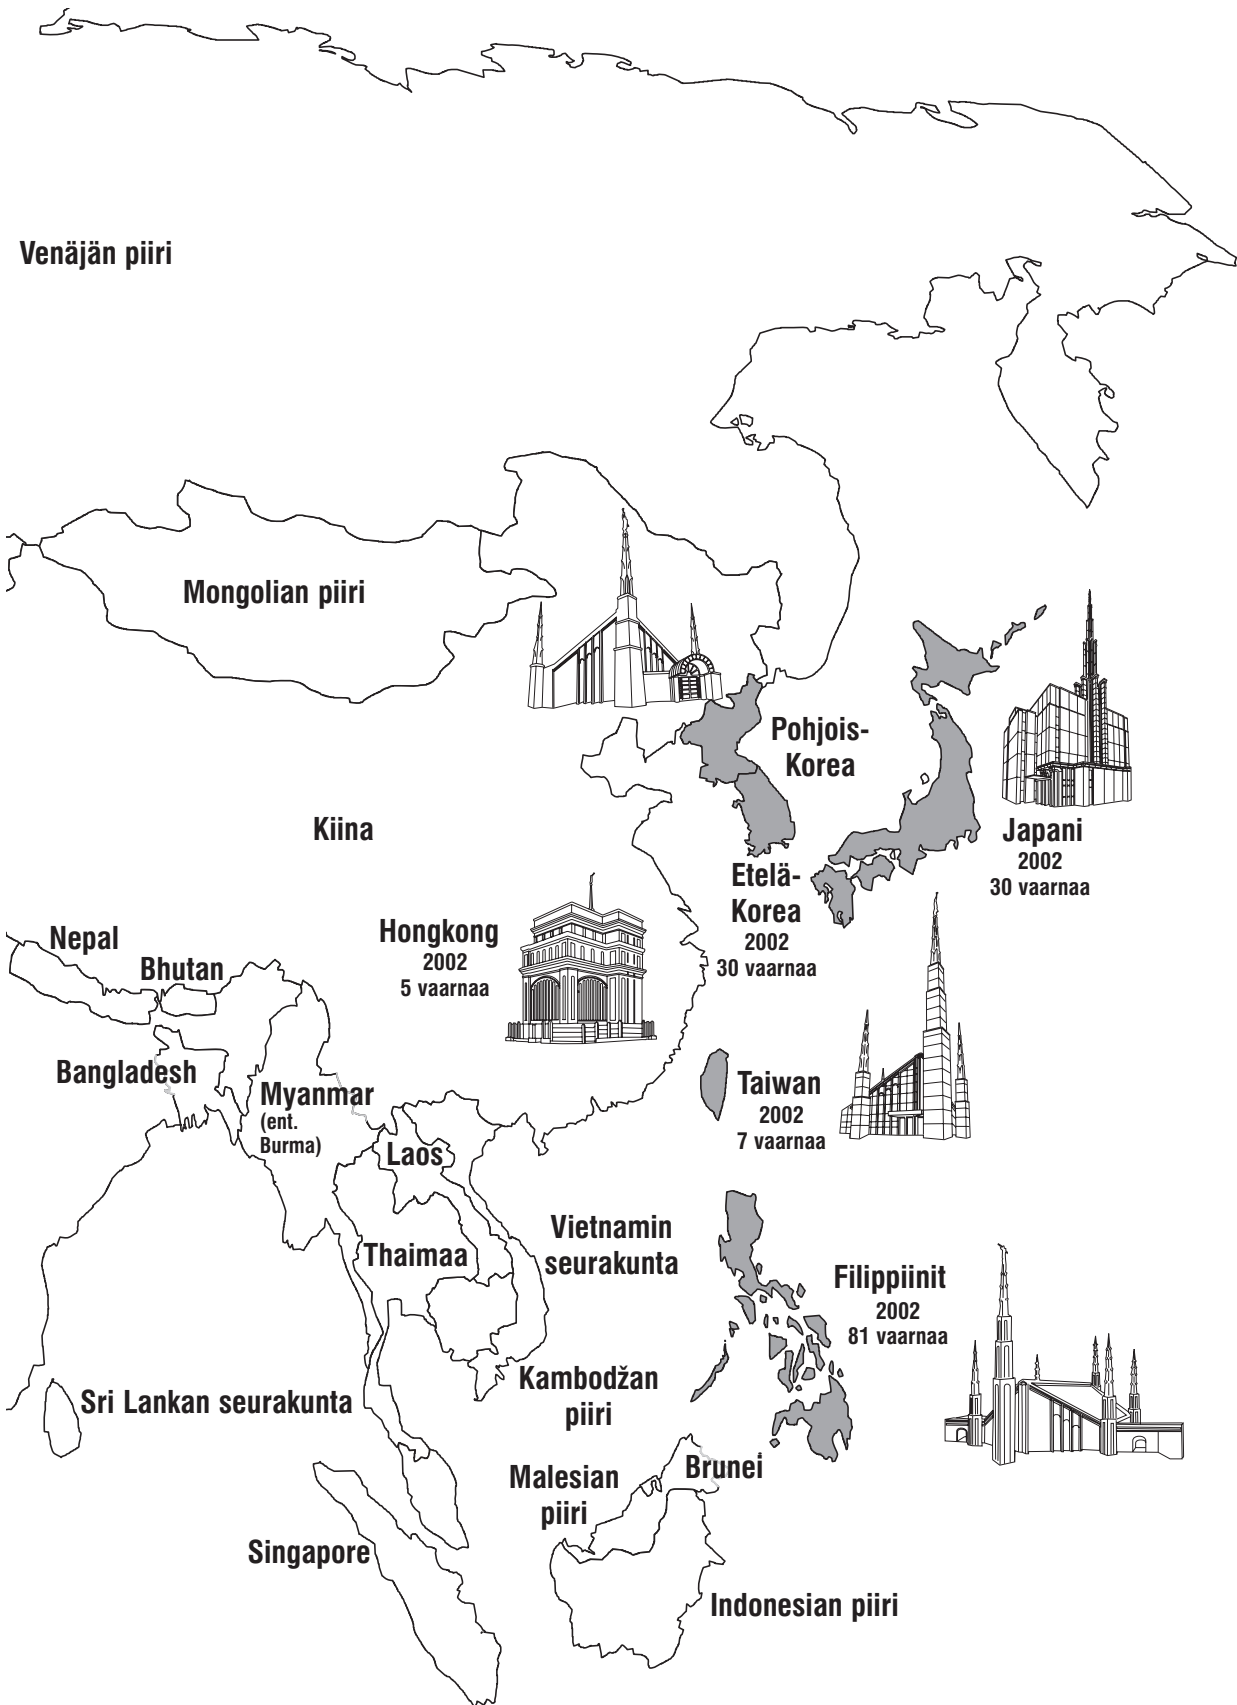 Venäjän piiri
Mongolian piiri
Pohjois-
Korea
Kiina
Japani
2002
30 vaarnaa
Etelä-
Korea
2002
30 vaarnaa
Hongkong
2002
5 vaarnaa
Nepal
Bhutan
Bangladesh
Myanmar
(ent.
Burma)
Taiwan
2002
7 vaarnaa
Laos
Thaimaa
Vietnamin
seurakunta
Filippiinit
2002
81 vaarnaa
Kambodžan
piiri
Sri Lankan seurakunta
Malesian
piiri
Brunei
Singapore
Indonesian piiri